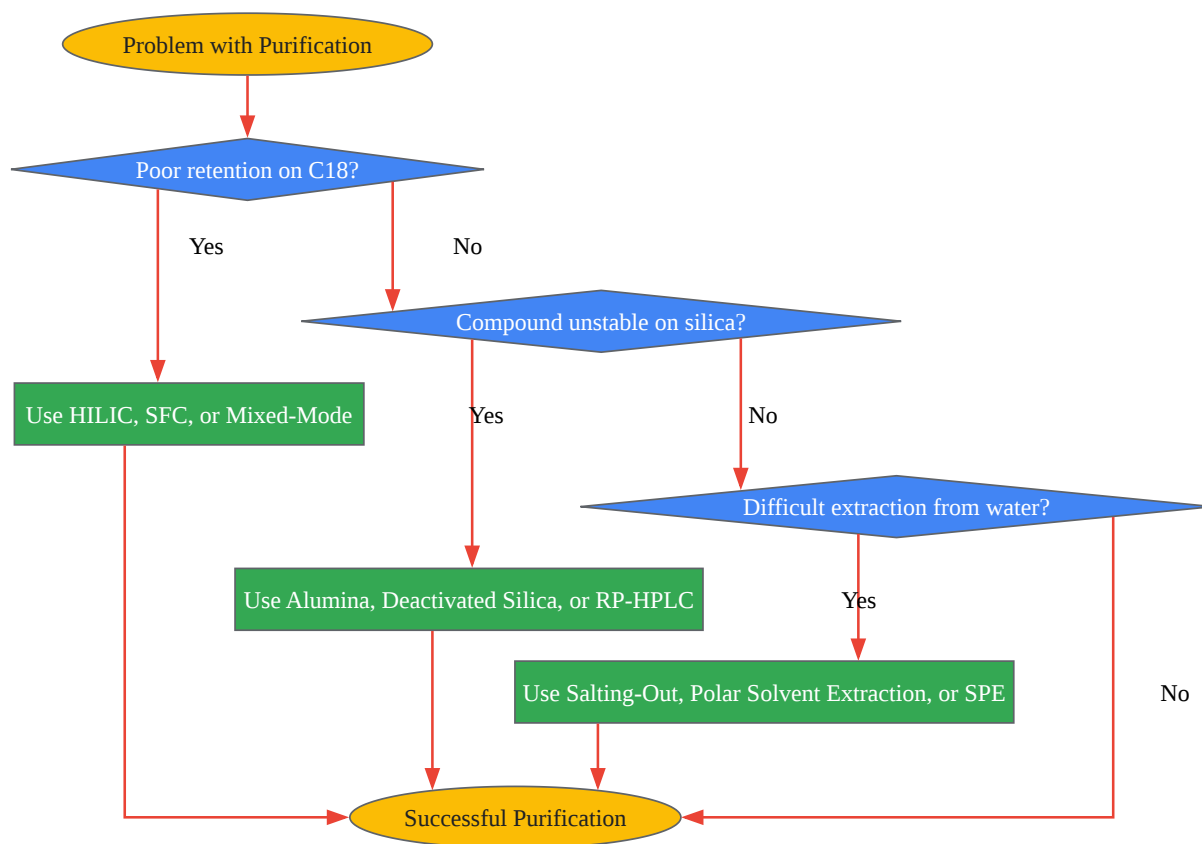 Problem with Purification
Poor retention on C18?
Yes
No
Compound unstable on silica?
Use HILIC, SFC, or Mixed-Mode
Yes
No
Difficult extraction from water?
Use Alumina, Deactivated Silica, or RP-HPLC
Yes
Use Salting-Out, Polar Solvent Extraction, or SPE
No
Successful Purification